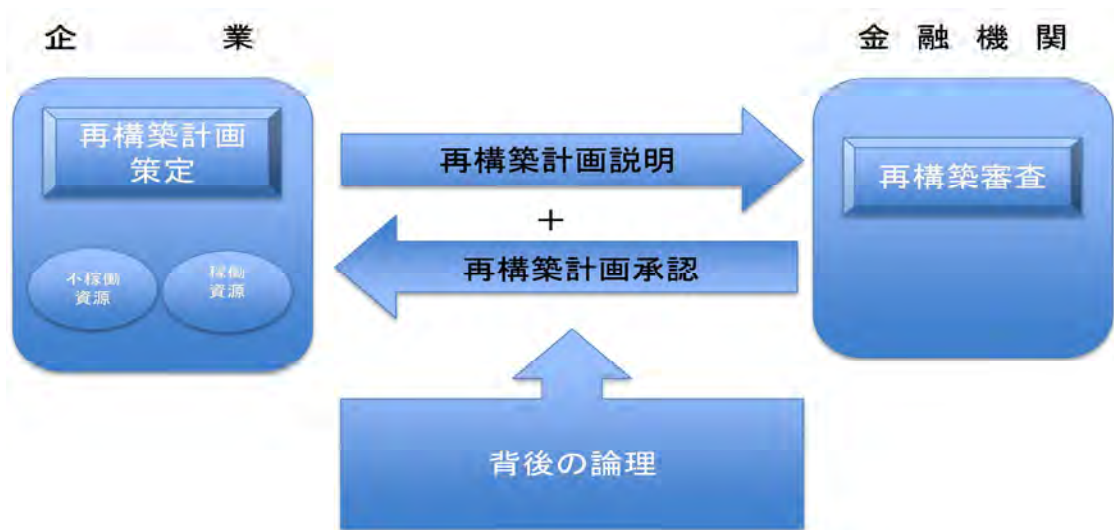 企業
金融機関
再構築計画
策定
再構築計画説明
再構築審査
+
再構築計画承認
不稼働
資源
稼働
資源
背後の論理